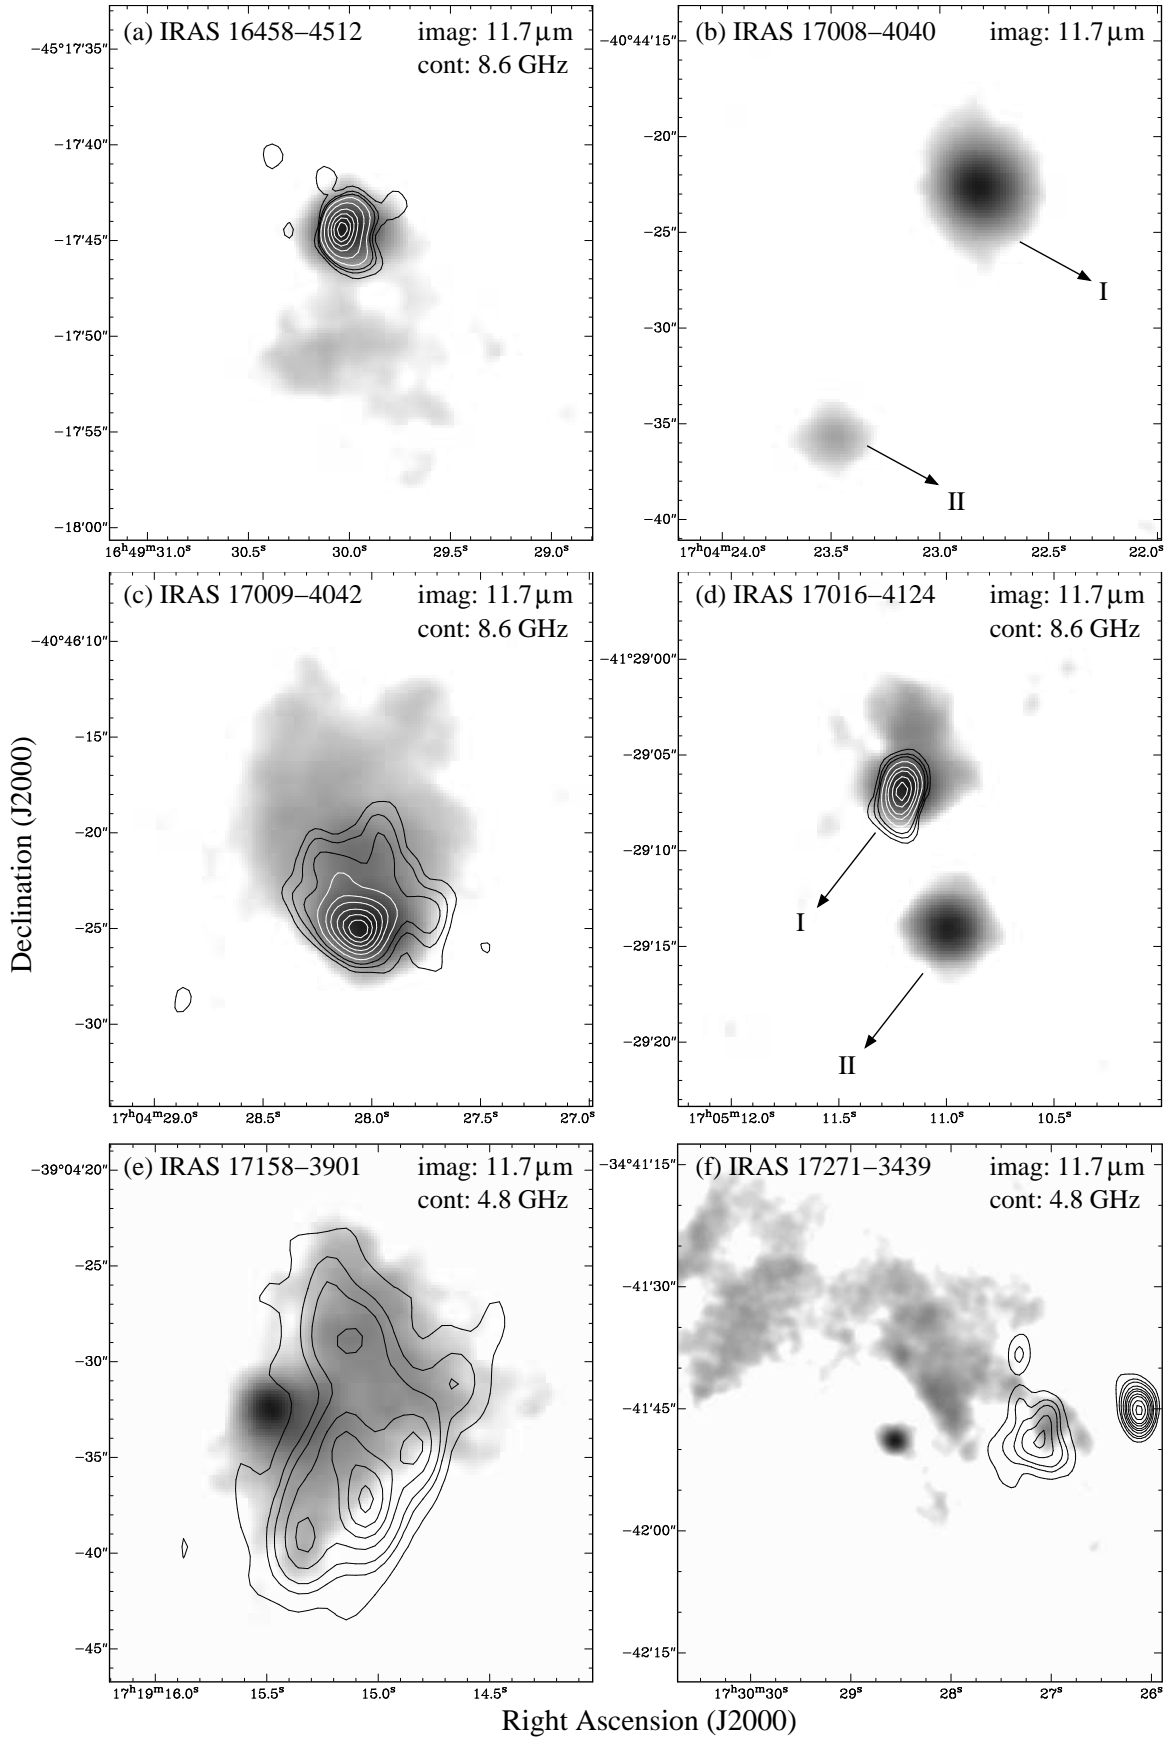 (a) IRAS 16458−4512 imag: 11.7 μm
cont: 8.6 GHz
−45°17′35″
−17′40″
−17′45″
−17′50″
−17′55″
−18′00″
16ʰ49ᵐ31.0ˢ 30.5ˢ 30.0ˢ 29.5ˢ 29.0ˢ
(b) IRAS 17008−4040 imag: 11.7 μm
−40°44′15″
−20″
−25″
−30″
−35″
−40″
I
II
17ʰ04ᵐ24.0ˢ 23.5ˢ 23.0ˢ 22.5ˢ 22.0ˢ
(c) IRAS 17009−4042 imag: 11.7 μm
cont: 8.6 GHz
−40°46′10″
−15″
−20″
−25″
−30″
17ʰ04ᵐ29.0ˢ 28.5ˢ 28.0ˢ 27.5ˢ 27.0ˢ
(d) IRAS 17016−4124 imag: 11.7 μm
cont: 8.6 GHz
−41°29′00″
−29′05″
−29′10″
−29′15″
−29′20″
I
II
17ʰ05ᵐ12.0ˢ 11.5ˢ 11.0ˢ 10.5ˢ
(e) IRAS 17158−3901 imag: 11.7 μm
cont: 4.8 GHz
−39°04′20″
−25″
−30″
−35″
−40″
−45″
17ʰ19ᵐ16.0ˢ 15.5ˢ 15.0ˢ 14.5ˢ
(f) IRAS 17271−3439 imag: 11.7 μm
cont: 4.8 GHz
−34°41′15″
−41′30″
−41′45″
−42′00″
−42′15″
17ʰ30ᵐ30ˢ 29ˢ 28ˢ 27ˢ 26ˢ
Declination (J2000)
Right Ascension (J2000)